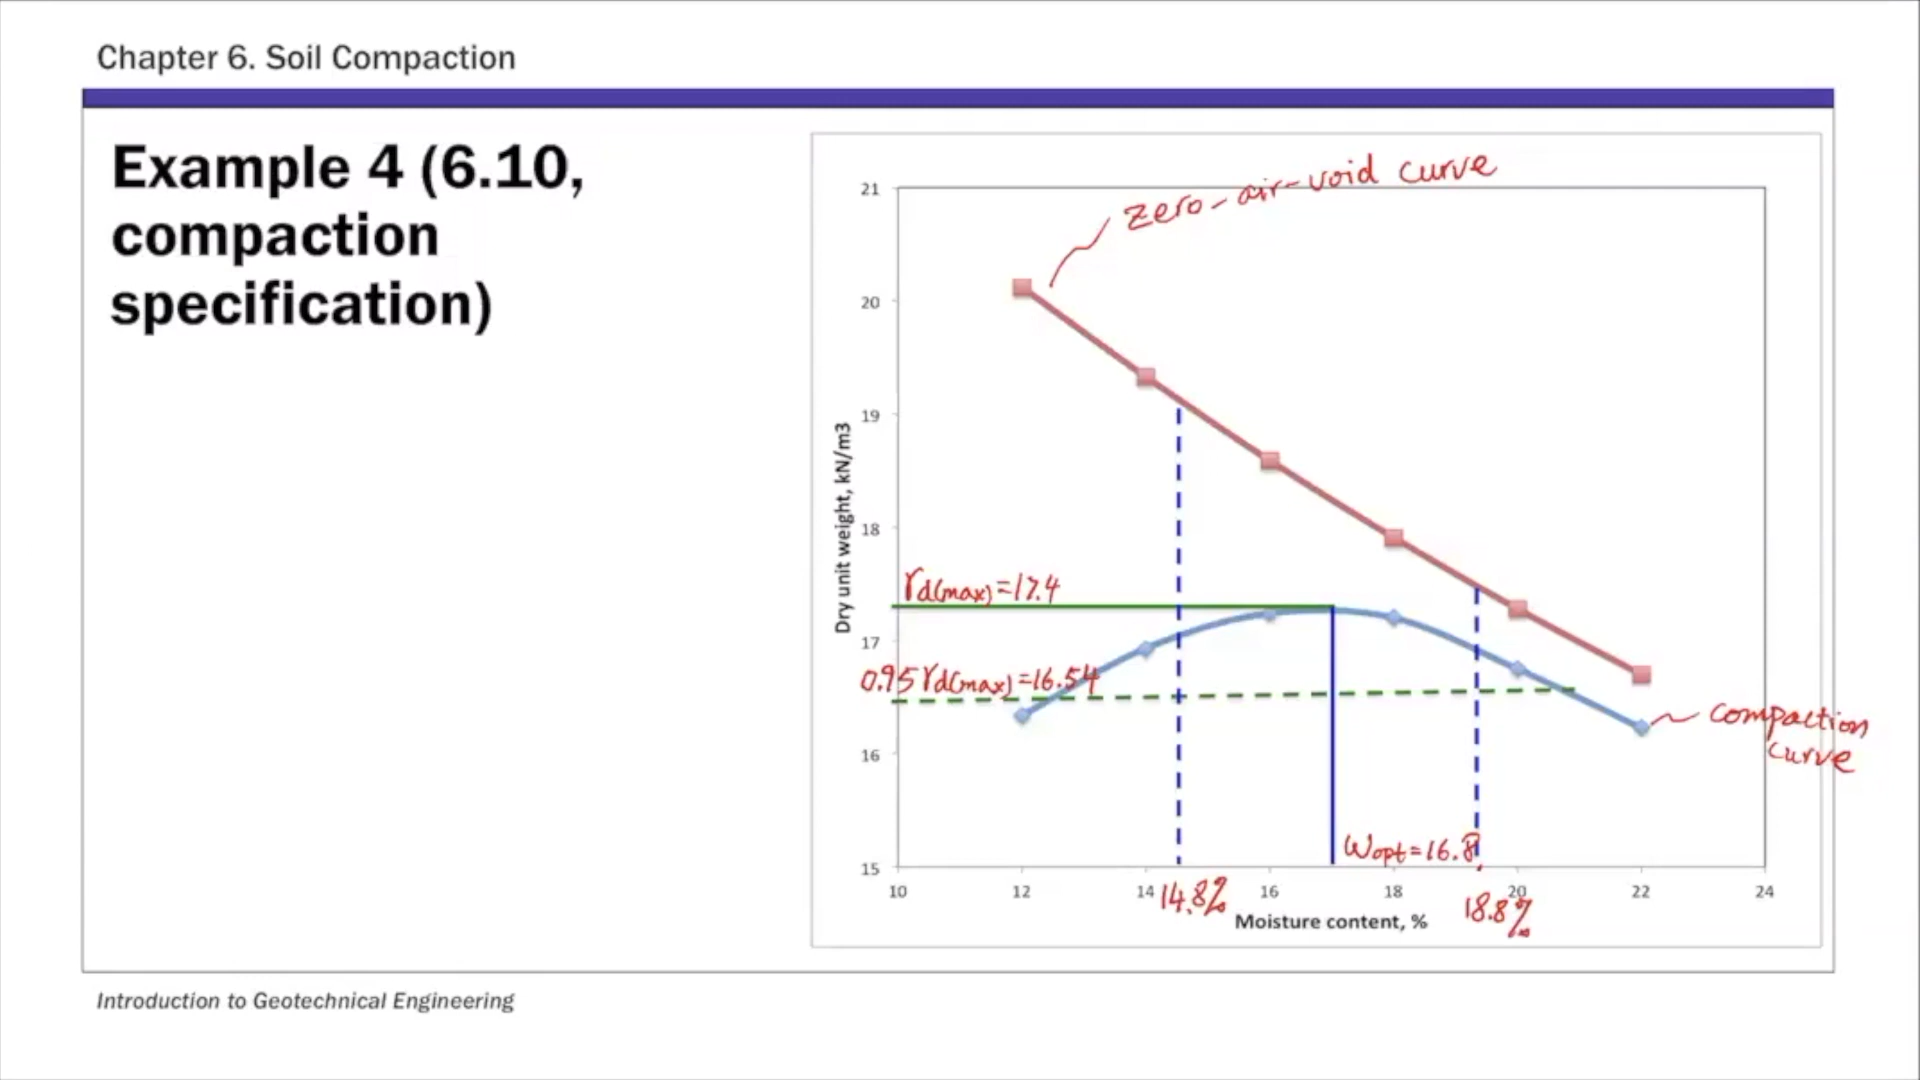 Chapter 6. Soil Compaction
Example 4 (6.10,
compaction
specification)
zero-air-void curve
21
20
19
18
17
16
15
Dry unit weight, kN/m3
γd(max)=17.4
0.95γd(max)=16.54
compaction
curve
Wopt=16.8
10 12 14 16 18 20 22 24
14.8% 18.8%
Moisture content, %
Introduction to Geotechnical Engineering